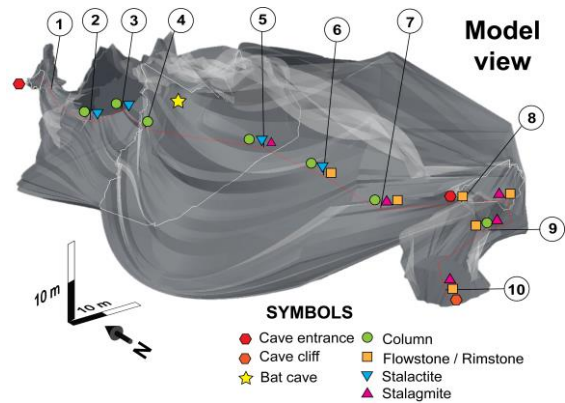 Model
view
1
2
3
4
5
6
7
8
9
10
10 m
10 m
N
SYMBOLS
Cave entrance
Cave cliff
Bat cave
Column
Flowstone / Rimstone
Stalactite
Stalagmite